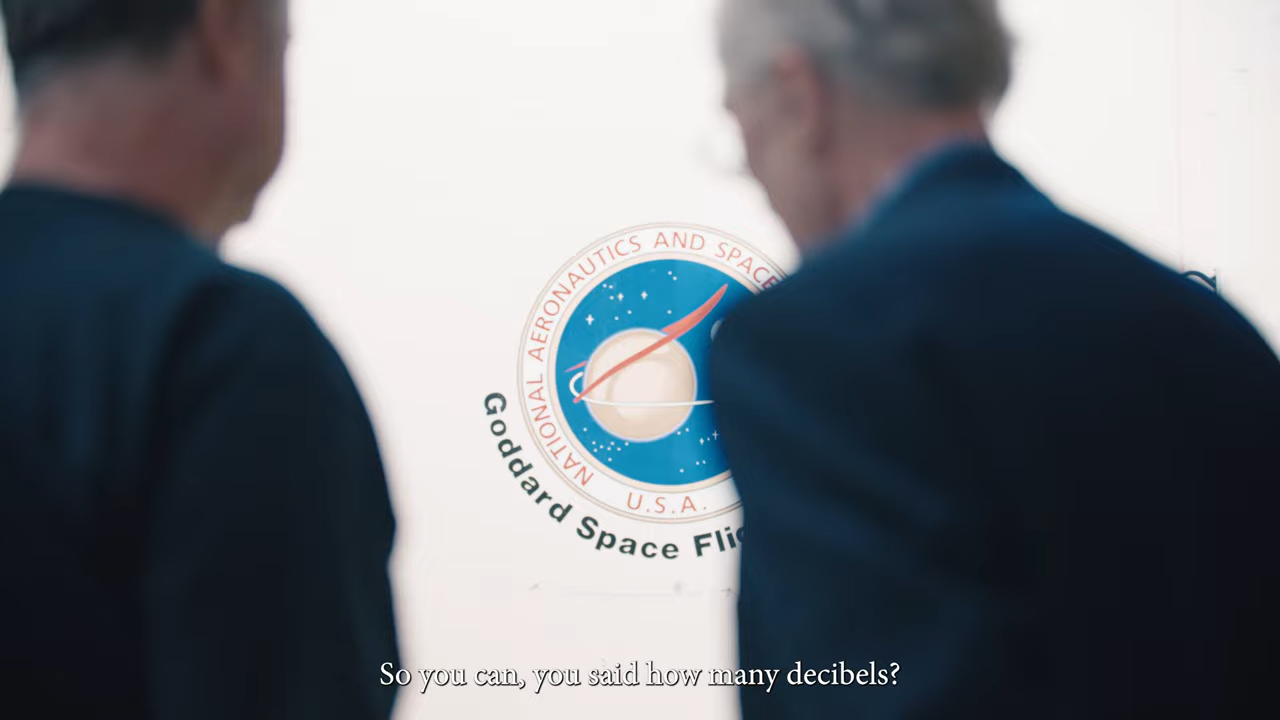 NATIONAL AERONAUTICS AND SPACE
U.S.A.
Goddard Space
So you can, you said how many decibels?